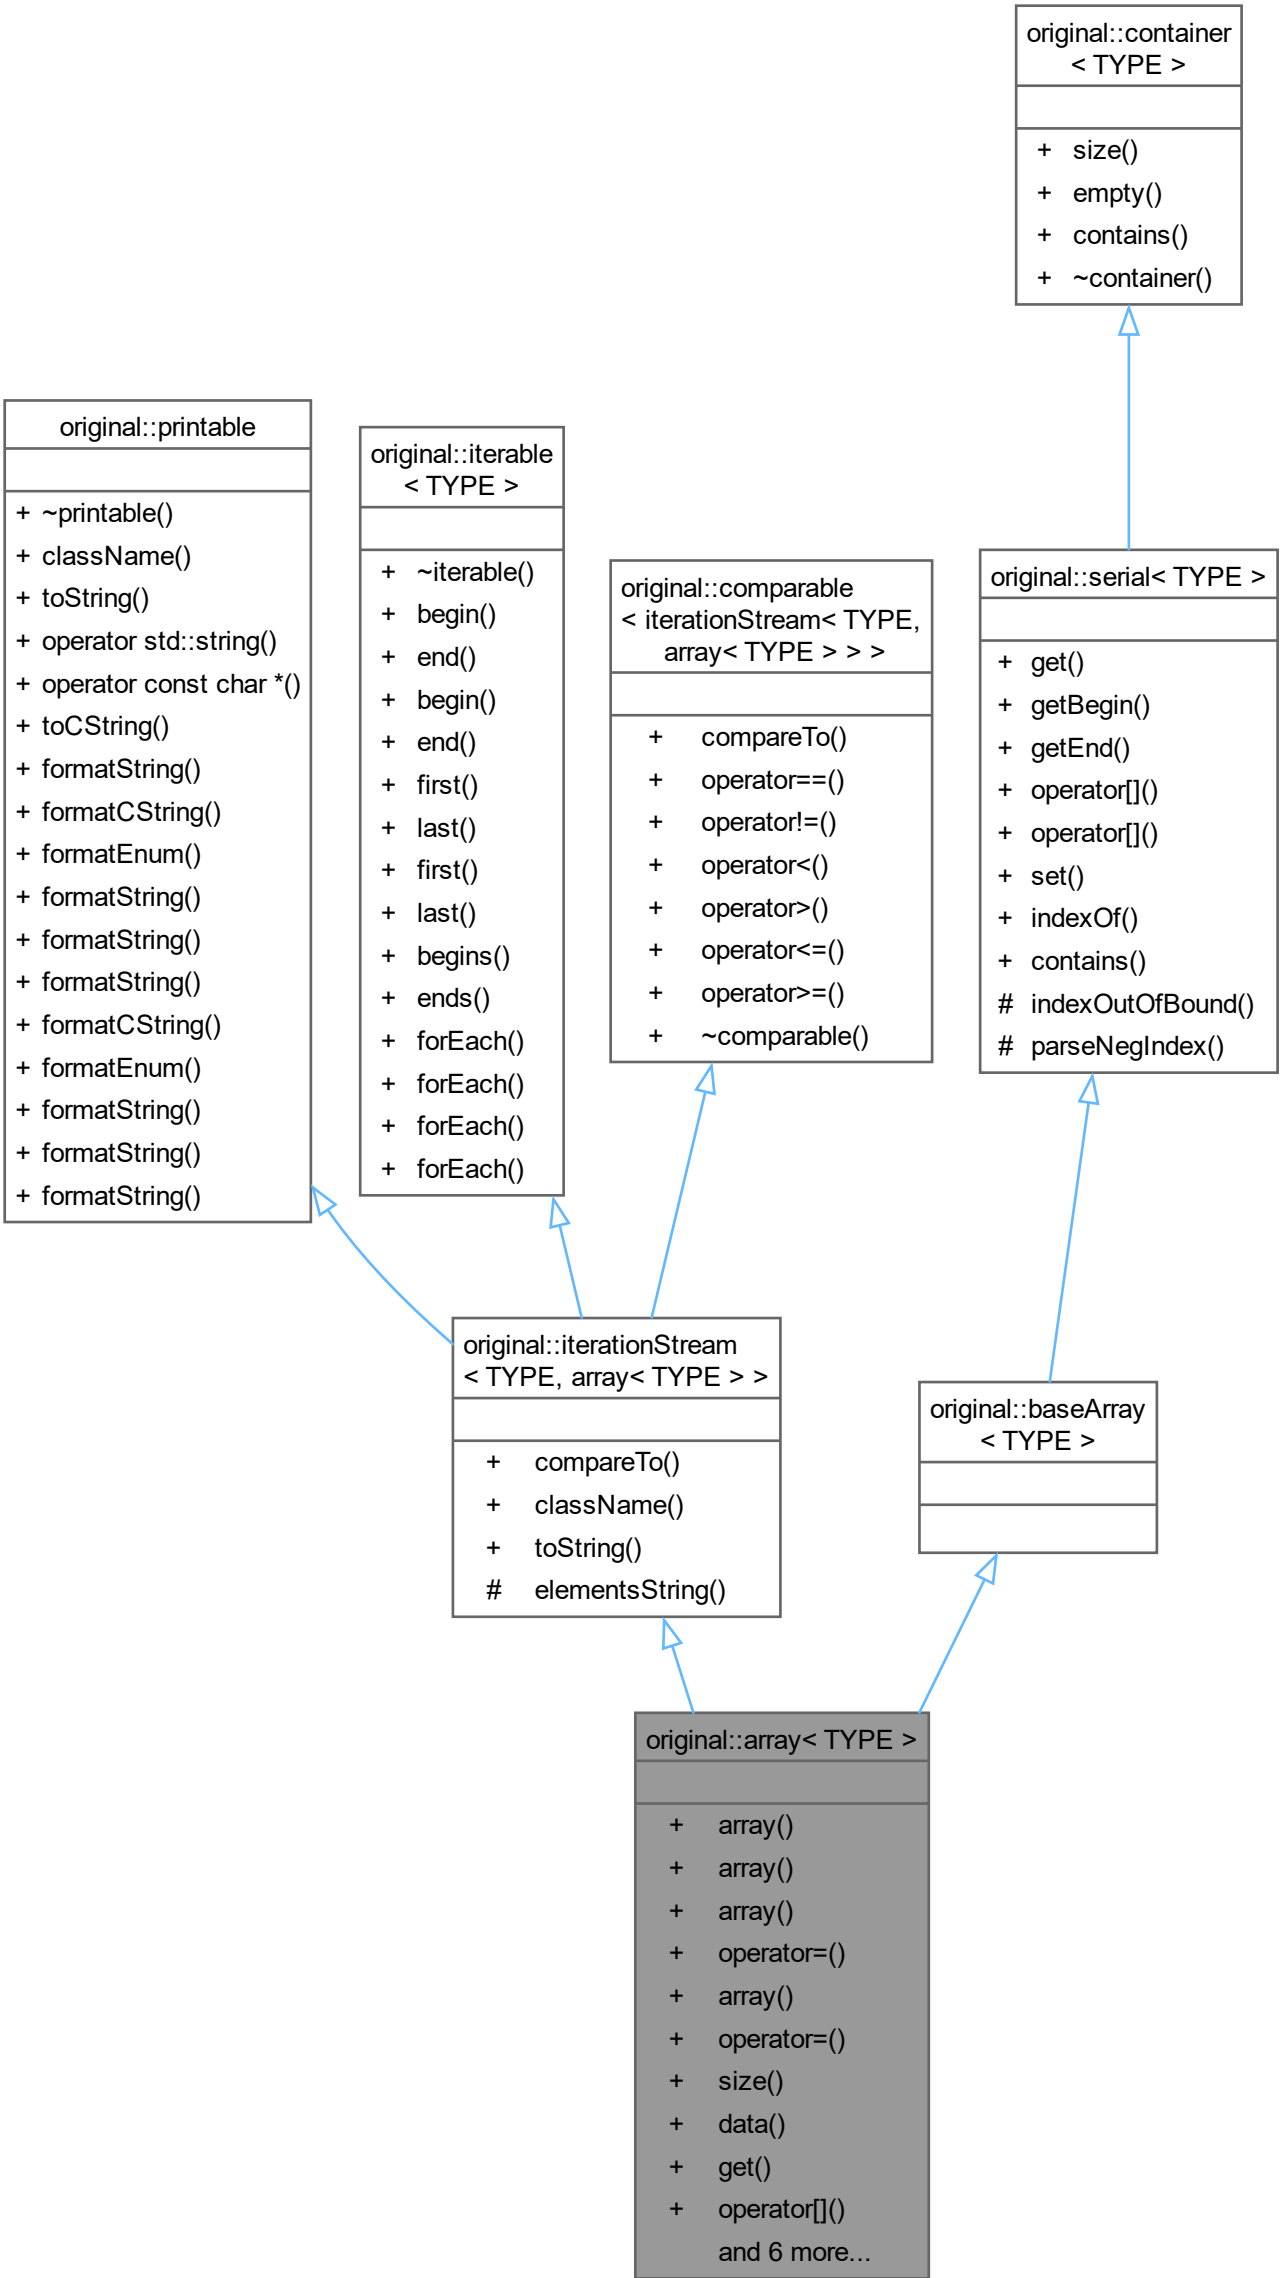 original::container
< TYPE >
+ size()
+ empty()
+ contains()
+ ~container()
original::printable
+ ~printable()
+ className()
+ toString()
+ operator std::string()
+ operator const char *()
+ toCString()
+ formatString()
+ formatCString()
+ formatEnum()
+ formatString()
+ formatString()
+ formatString()
+ formatCString()
+ formatEnum()
+ formatString()
+ formatString()
+ formatString()
original::iterable
< TYPE >
+ ~iterable()
+ begin()
+ end()
+ begin()
+ end()
+ first()
+ last()
+ first()
+ last()
+ begins()
+ ends()
+ forEach()
+ forEach()
+ forEach()
+ forEach()
original::comparable
< iterationStream< TYPE,
array< TYPE > > >
+ compareTo()
+ operator==()
+ operator!=()
+ operator<()
+ operator>()
+ operator<=()
+ operator>=()
+ ~comparable()
original::serial< TYPE >
+ get()
+ getBegin()
+ getEnd()
+ operator[]()
+ operator[]()
+ set()
+ indexOf()
+ contains()
# indexOutOfBound()
# parseNegIndex()
original::iterationStream
< TYPE, array< TYPE > >
+ compareTo()
+ className()
+ toString()
# elementsString()
original::baseArray
< TYPE >
original::array< TYPE >
+ array()
+ array()
+ array()
+ operator=()
+ array()
+ operator=()
+ size()
+ data()
+ get()
+ operator[]()
and 6 more...